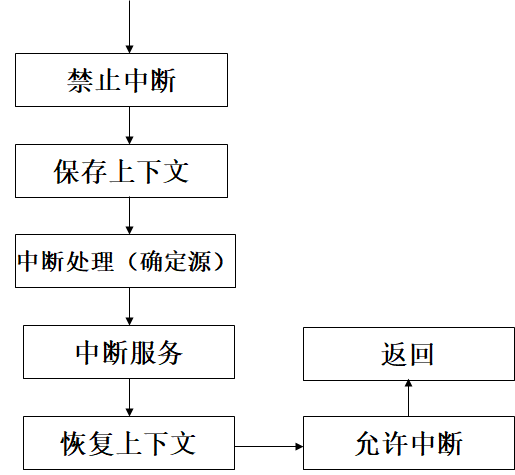 禁止中断
保存上下文
中断处理（确定源）
中断服务
返回
恢复上下文
允许中断